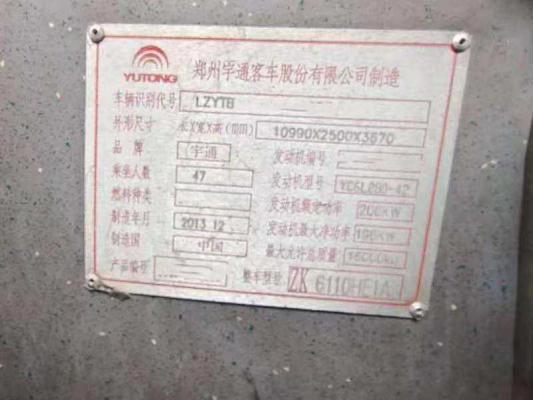 YUTONG 郑州宇通客车股份有限公司制造
车辆识别代号 LZYTB
外形尺寸 长X宽X高(mm) 10990X2500X3670
品牌 宇通 发动机编号
乘坐人数 47 发动机型号 YC6L280-42
燃料种类 发动机额定功率 206KW
制造年月 2013.12 发动机最大净功率
制造国 中国 最大允许总质量
产品编号 整车型号 ZK 6110HE1A